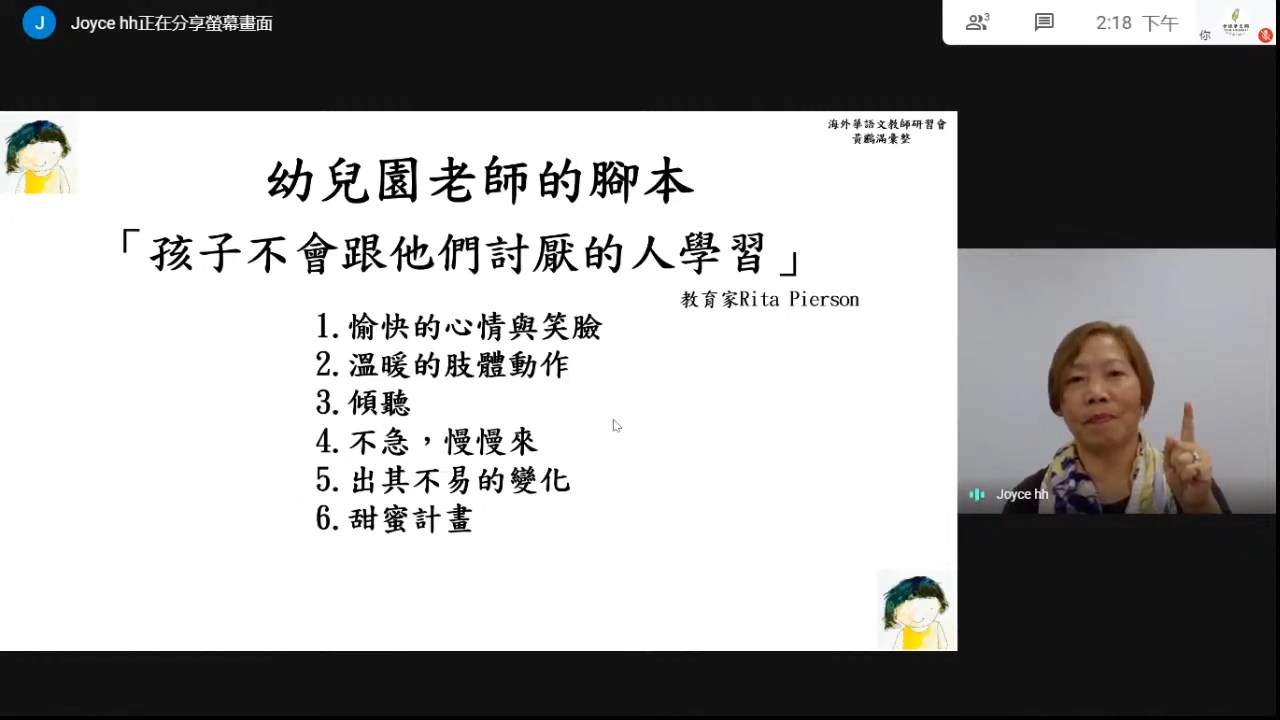 J Joyce hh正在分享螢幕畫面
3
2:18 下午
你
海外華語文教師研習會
黃鸝滿彙整
幼兒園老師的腳本
「孩子不會跟他們討厭的人學習」
教育家Rita Pierson
1.愉快的心情與笑臉
2.溫暖的肢體動作
3.傾聽
4.不急，慢慢來
5.出其不易的變化
6.甜蜜計畫
Joyce hh